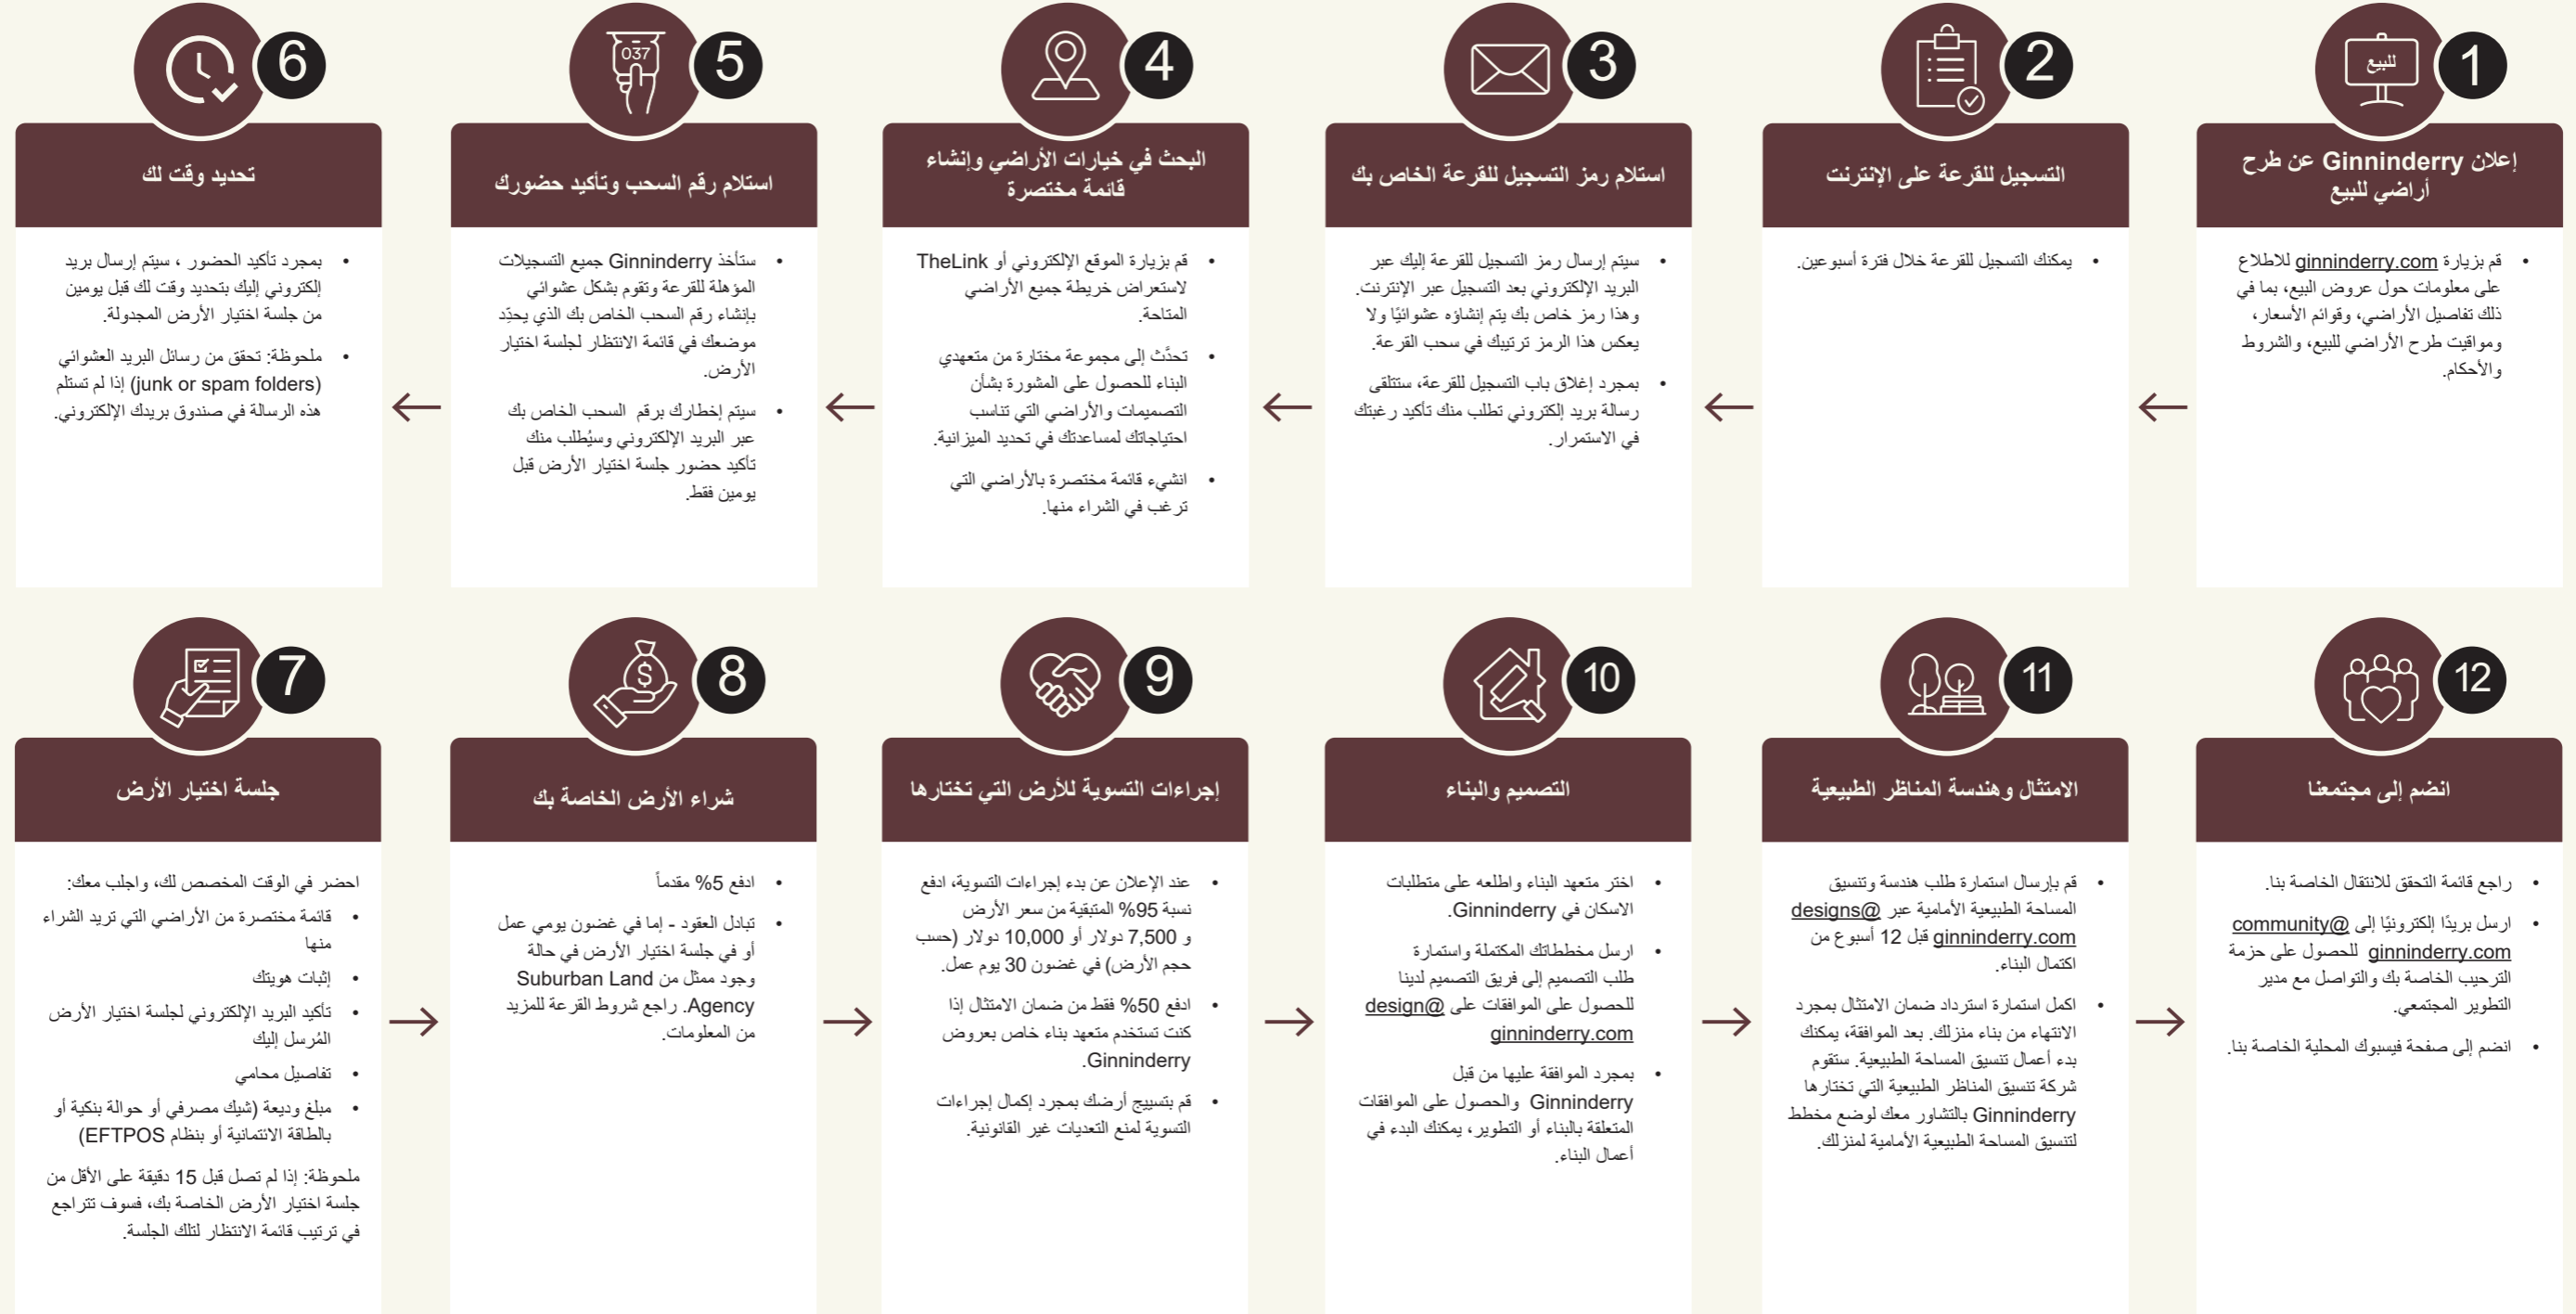 1
للبيع
إعلان Ginninderry عن طرح
أراضي للبيع
• قم بزيارة ginninderry.com للاطلاع
على معلومات حول عروض البيع، بما في
ذلك تفاصيل الأراضي، وقوائم الأسعار،
ومواقيت طرح الأراضي للبيع، والشروط
والأحكام.
2
التسجيل للقرعة على الإنترنت
• يمكنك التسجيل للقرعة خلال فترة أسبوعين.
3
استلام رمز التسجيل للقرعة الخاص بك
• سيتم إرسال رمز التسجيل للقرعة إليك عبر
البريد الإلكتروني بعد التسجيل عبر الإنترنت.
وهذا رمز خاص بك يتم إنشاؤه عشوائيًا ولا
يعكس هذا الرمز ترتيبك في سحب القرعة.
• بمجرد إغلاق باب التسجيل للقرعة، ستتلقى
رسالة بريد إلكتروني تطلب منك تأكيد رغبتك
في الاستمرار.
4
البحث في خيارات الأراضي وإنشاء
قائمة مختصرة
• قم بزيارة الموقع الإلكتروني أو TheLink
لاستعراض خريطة جميع الأراضي
المتاحة.
• تحدَّث إلى مجموعة مختارة من متعهدي
البناء للحصول على المشورة بشأن
التصميمات والأراضي التي تناسب
احتياجاتك لمساعدتك في تحديد الميزانية.
• انشيء قائمة مختصرة بالأراضي التي
ترغب في الشراء منها.
5
037
استلام رقم السحب وتأكيد حضورك
• ستأخذ Ginninderry جميع التسجيلات
المؤهلة للقرعة وتقوم بشكل عشوائي
بإنشاء رقم السحب الخاص بك الذي يحدِّد
موضعك في قائمة الانتظار لجلسة اختيار
الأرض.
• سيتم إخطارك برقم السحب الخاص بك
عبر البريد الإلكتروني وسيُطلب منك
تأكيد حضور جلسة اختيار الأرض قبل
يومين فقط.
6
تحديد وقت لك
• بمجرد تأكيد الحضور ، سيتم إرسال بريد
إلكتروني إليك بتحديد وقت لك قبل يومين
من جلسة اختيار الأرض المجدولة.
• ملحوظة: تحقق من رسائل البريد العشوائي
(junk or spam folders) إذا لم تستلم
هذه الرسالة في صندوق بريدك الإلكتروني.
7
جلسة اختيار الأرض
احضر في الوقت المخصص لك، واجلب معك:
• قائمة مختصرة من الأراضي التي تريد الشراء
منها
• إثبات هويتك
• تأكيد البريد الإلكتروني لجلسة اختيار الأرض
المُرسل إليك
• تفاصيل محامي
• مبلغ وديعة (شيك مصرفي أو حوالة بنكية أو
بالطاقة الائتمانية أو بنظام EFTPOS)
ملحوظة: إذا لم تصل قبل 15 دقيقة على الأقل من
جلسة اختيار الأرض الخاصة بك، فسوف تتراجع
في ترتيب قائمة الانتظار لتلك الجلسة.
8
$
شراء الأرض الخاصة بك
• ادفع 5% مقدماً
• تبادل العقود - إما في غضون يومي عمل
أو في جلسة اختيار الأرض في حالة
وجود ممثل من Suburban Land
Agency. راجع شروط القرعة للمزيد
من المعلومات.
9
إجراءات التسوية للأرض التي تختارها
• عند الإعلان عن بدء إجراءات التسوية، ادفع
نسبة 95% المتبقية من سعر الأرض
و 7,500 دولار أو 10,000 دولار (حسب
حجم الأرض) في غضون 30 يوم عمل.
• ادفع 50% فقط من ضمان الامتثال إذا
كنت تستخدم متعهد بناء خاص بعروض
Ginninderry.
• قم بتسييج أرضك بمجرد إكمال إجراءات
التسوية لمنع التعديات غير القانونية.
10
التصميم والبناء
• اختر متعهد البناء واطلعه على متطلبات
الاسكان في Ginninderry.
• ارسل مخططاتك المكتملة واستمارة
طلب التصميم إلى فريق التصميم لدينا
للحصول على الموافقات على design@
ginninderry.com
• بمجرد الموافقة عليها من قبل
Ginninderry والحصول على الموافقات
المتعلقة بالبناء أو التطوير، يمكنك البدء في
أعمال البناء.
11
الامتثال وهندسة المناظر الطبيعية
• قم بإرسال استمارة طلب هندسة وتنسيق
المساحة الطبيعية الأمامية عبر designs@
ginninderry.com قبل 12 أسبوع من
اكتمال البناء.
• اكمل استمارة استرداد ضمان الامتثال بمجرد
الانتهاء من بناء منزلك. بعد الموافقة، يمكنك
بدء أعمال تنسيق المساحة الطبيعية. ستقوم
شركة تنسيق المناظر الطبيعية التي تختارها
Ginninderry بالتشاور معك لوضع مخطط
لتنسيق المساحة الطبيعية الأمامية لمنزلك.
12
انضم إلى مجتمعنا
• راجع قائمة التحقق للانتقال الخاصة بنا.
• ارسل بريدًا إلكترونيًا إلى community@
ginninderry.com للحصول على حزمة
الترحيب الخاصة بك والتواصل مع مدير
التطوير المجتمعي.
• انضم إلى صفحة فيسبوك المحلية الخاصة بنا.